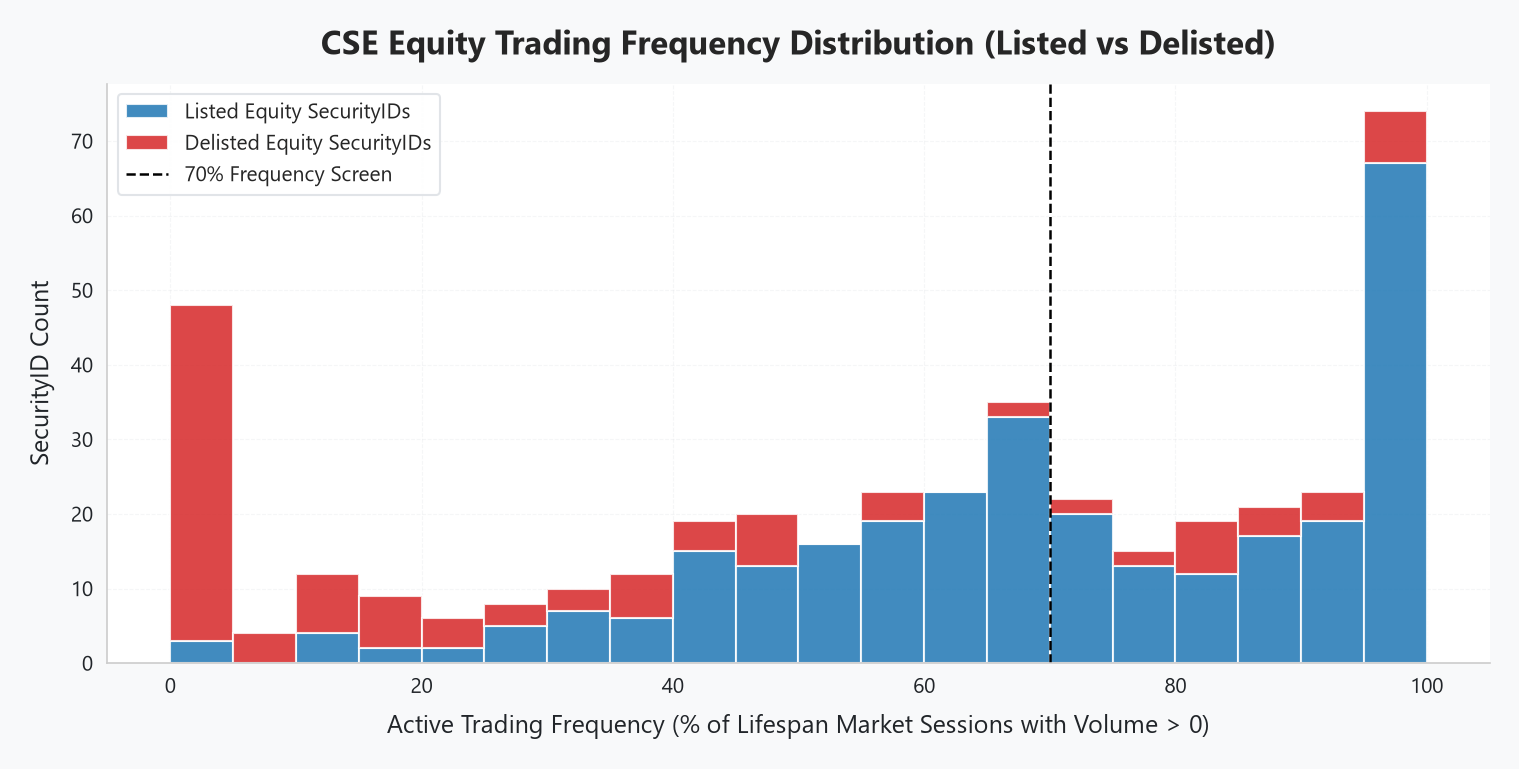 CSE Equity Trading Frequency Distribution (Listed vs Delisted)
Listed Equity SecurityIDs
Delisted Equity SecurityIDs
70% Frequency Screen
SecurityID Count
70
60
50
40
30
20
10
0
0 20 40 60 80 100
Active Trading Frequency (% of Lifespan Market Sessions with Volume > 0)